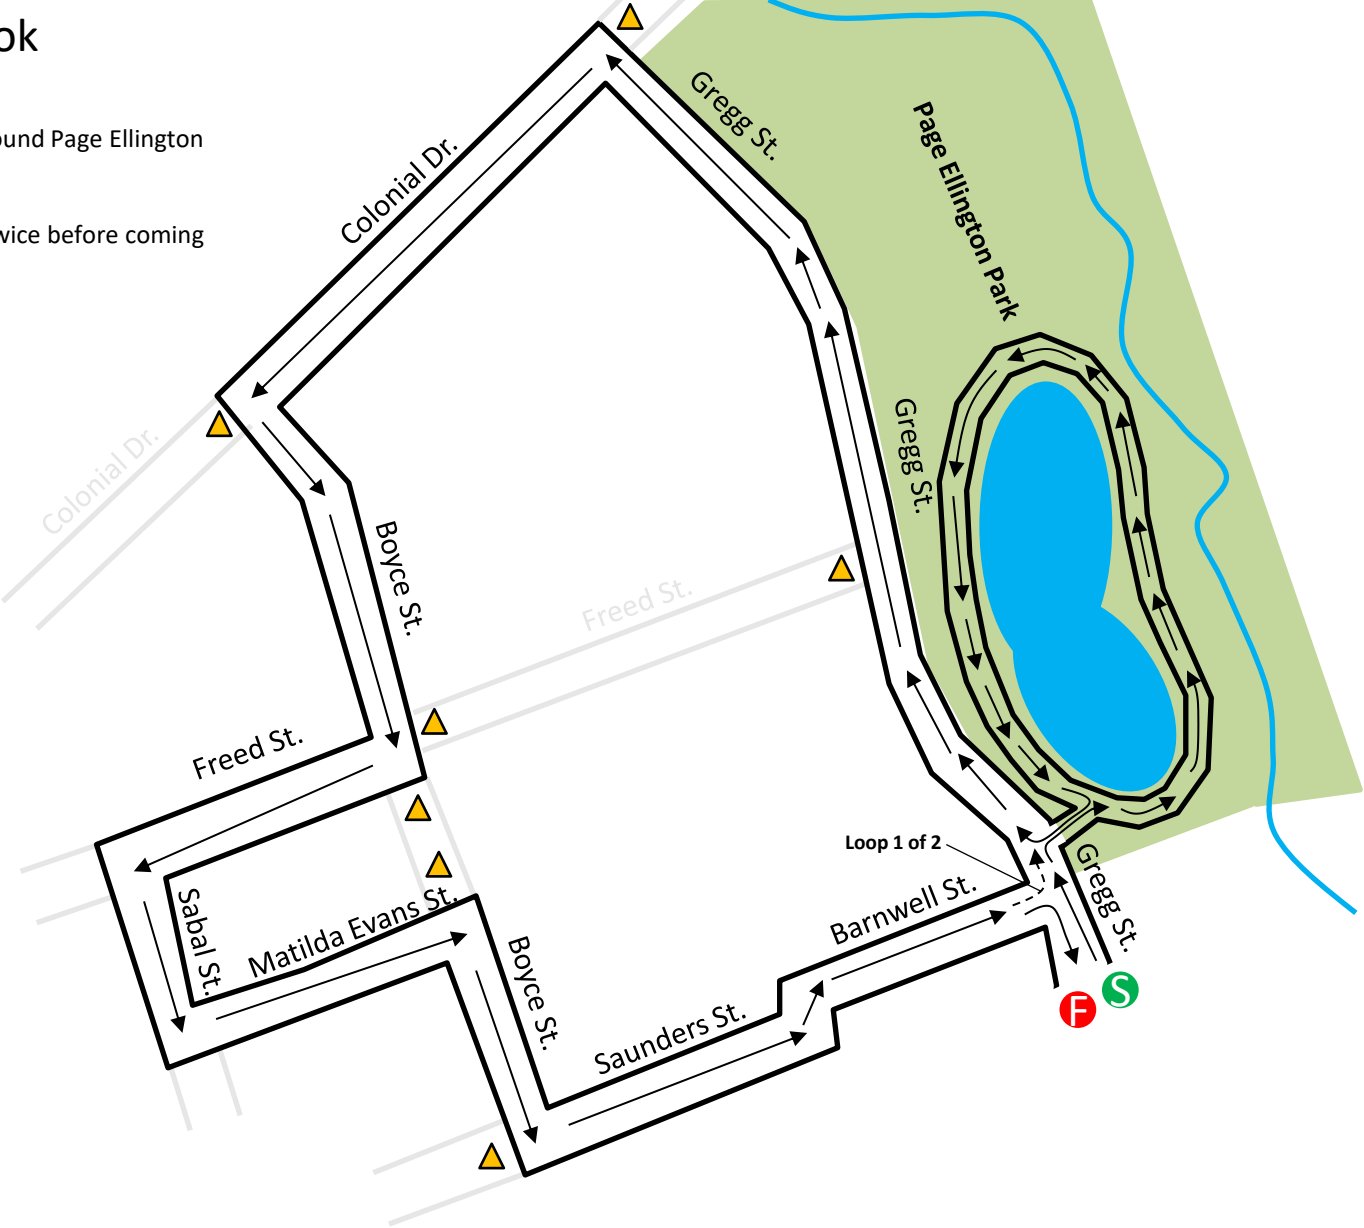 ok
ound Page Ellington
wice before coming
Gregg St.
Page Ellington Park
Colonial Dr.
Colonial Dr.
Gregg St.
Boyce St.
Freed St.
Freed St.
Loop 1 of 2
Gregg St.
Sabal St.
Matilda Evans St.
Barnwell St.
Boyce St.
Saunders St.
F
S